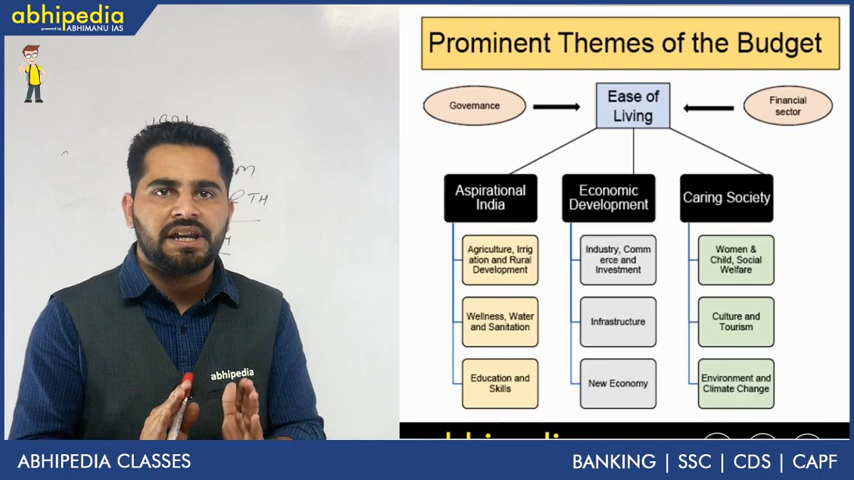 abhipedia
powered by ABHIMANU IAS
Prominent Themes of the Budget
Governance
Ease of
Living
Financial
sector
Aspirational
India
Economic
Development
Caring Society
Agriculture, Irrig
ation and Rural
Development
Industry, Comm
erce and
Investment
Women &
Child, Social
Welfare
Wellness, Water
and Sanitation
Infrastructure
Culture and
Tourism
Education and
Skills
New Economy
Environment and
Climate Change
abhipedia
ABHIPEDIA CLASSES
BANKING | SSC | CDS | CAPF